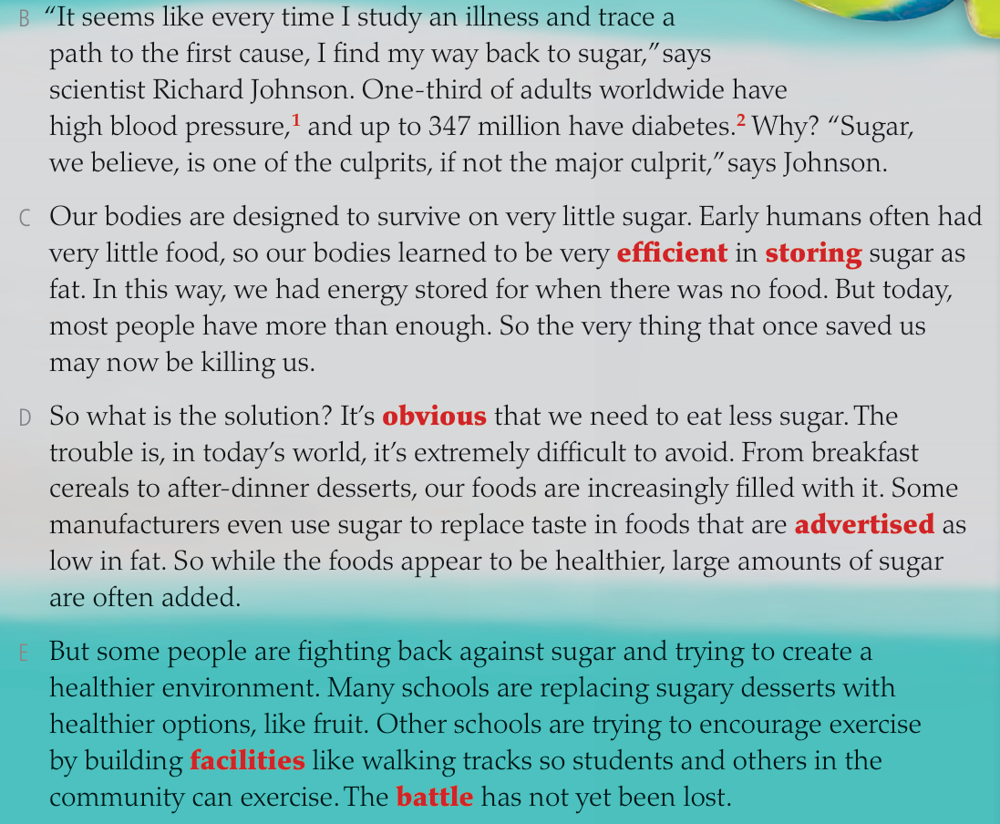 B “It seems like every time I study an illness and trace a
path to the first cause, I find my way back to sugar,” says
scientist Richard Johnson. One-third of adults worldwide have
high blood pressure,1 and up to 347 million have diabetes.2 Why? “Sugar,
we believe, is one of the culprits, if not the major culprit,” says Johnson.
C Our bodies are designed to survive on very little sugar. Early humans often had
very little food, so our bodies learned to be very efficient in storing sugar as
fat. In this way, we had energy stored for when there was no food. But today,
most people have more than enough. So the very thing that once saved us
may now be killing us.
D So what is the solution? It’s obvious that we need to eat less sugar. The
trouble is, in today’s world, it’s extremely difficult to avoid. From breakfast
cereals to after-dinner desserts, our foods are increasingly filled with it. Some
manufacturers even use sugar to replace taste in foods that are advertised as
low in fat. So while the foods appear to be healthier, large amounts of sugar
are often added.
E But some people are fighting back against sugar and trying to create a
healthier environment. Many schools are replacing sugary desserts with
healthier options, like fruit. Other schools are trying to encourage exercise
by building facilities like walking tracks so students and others in the
community can exercise. The battle has not yet been lost.